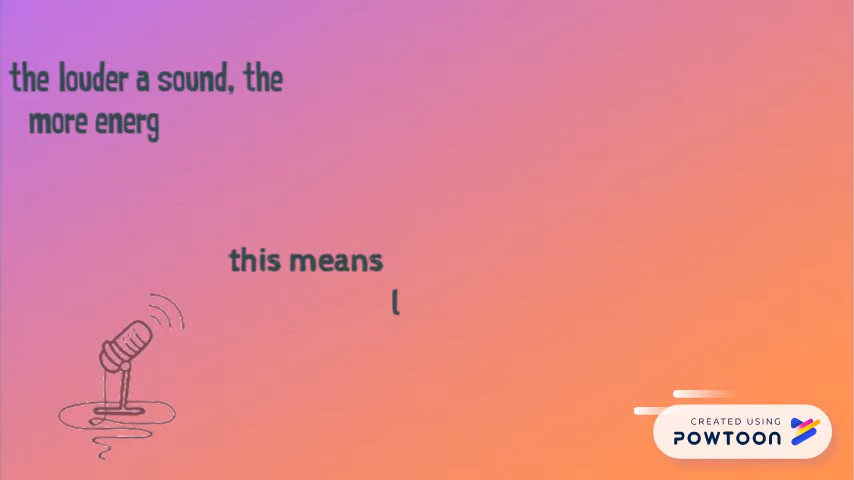 the louder a sound, the
more energ
this means
l
CREATED USING
POWTOON